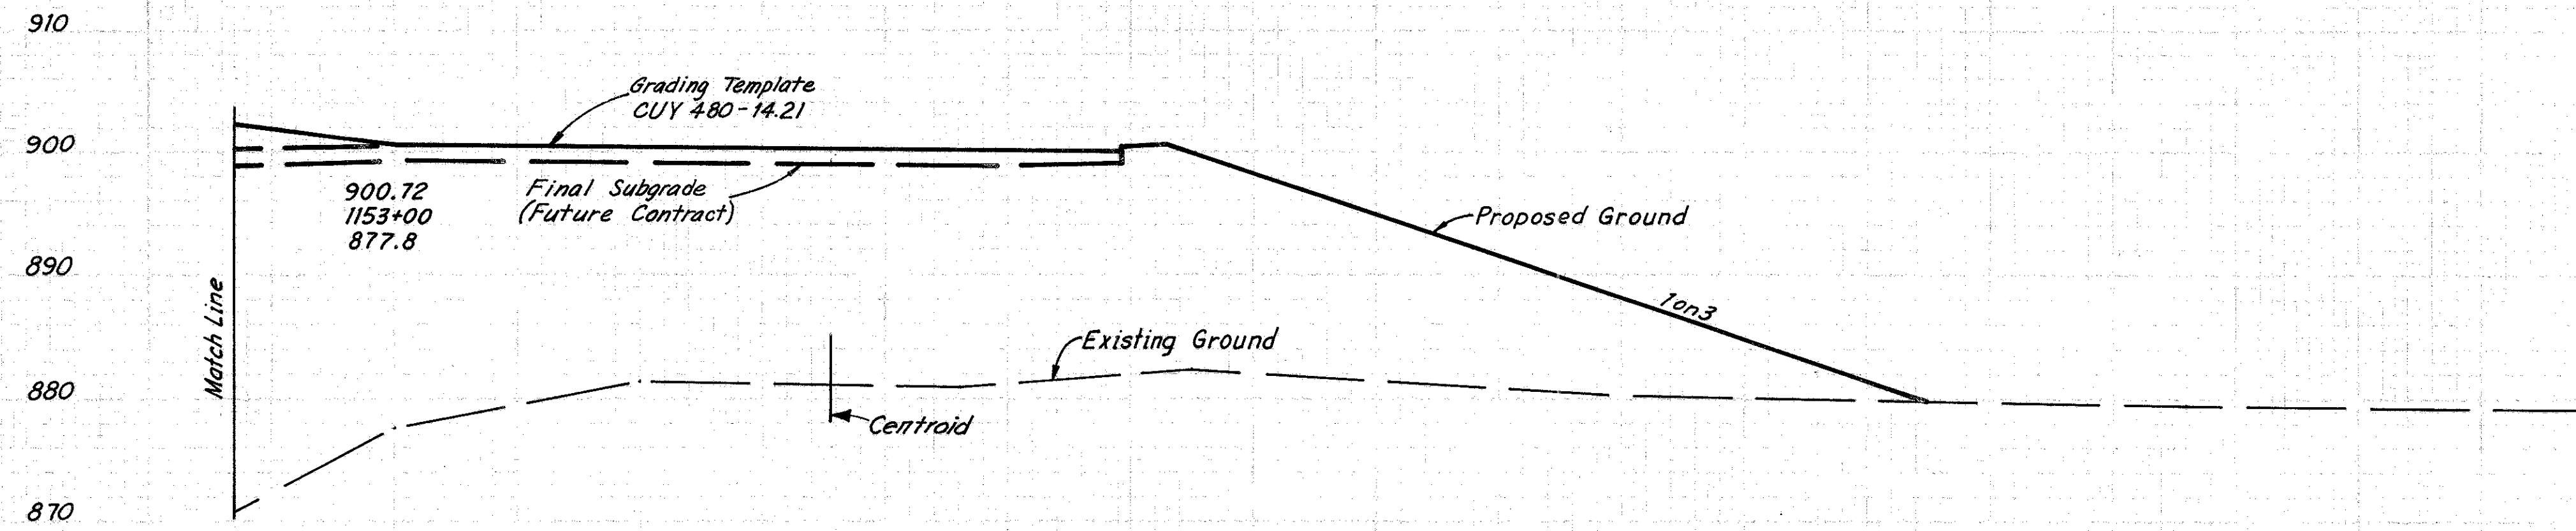 910
Grading Template
CUY 480-14.21
900
900.72
1153+00
877.8
Final Subgrade
(Future Contract)
Proposed Ground
890
Match Line
1on3
Existing Ground
880
Centroid
870